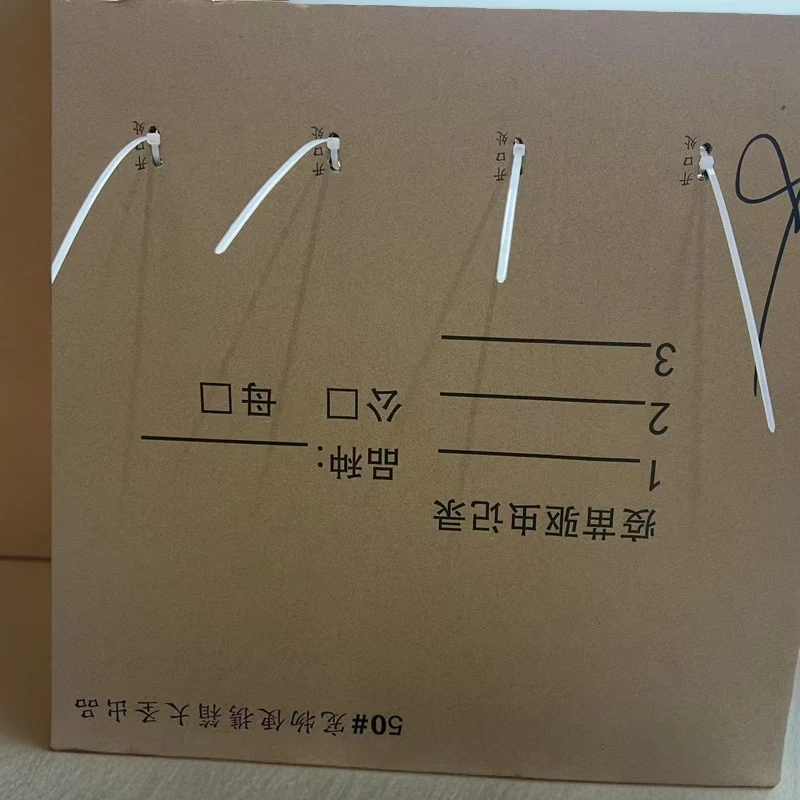 50#宠物便携箱大圣出品
疫苗驱虫记录
1
2
3
品种:
公□ 母□
开口处
开口处
开口处
开口处